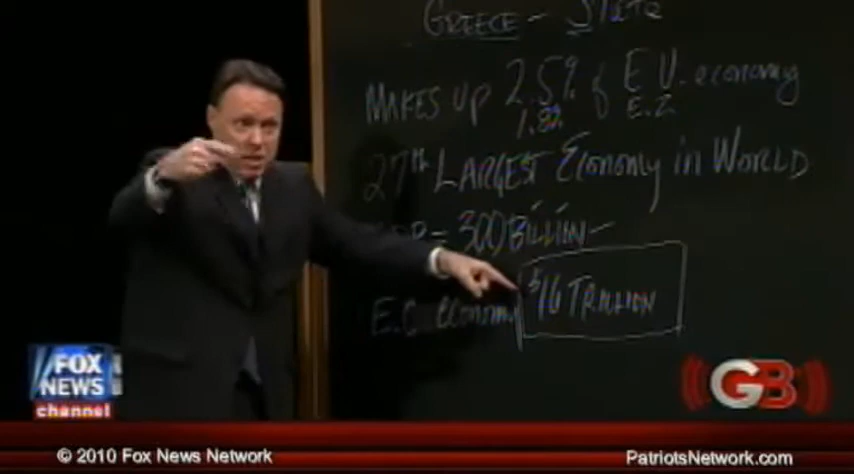 GREECE - State
MAKES UP 2.5% of E U. economy
1.8% E.Z
27th LARGEST Economy in WORLD
= 300 BILLION -
E.C economy $16 TRILLION
FOX
NEWS
channel
GB
© 2010 Fox News Network
PatriotsNetwork.com